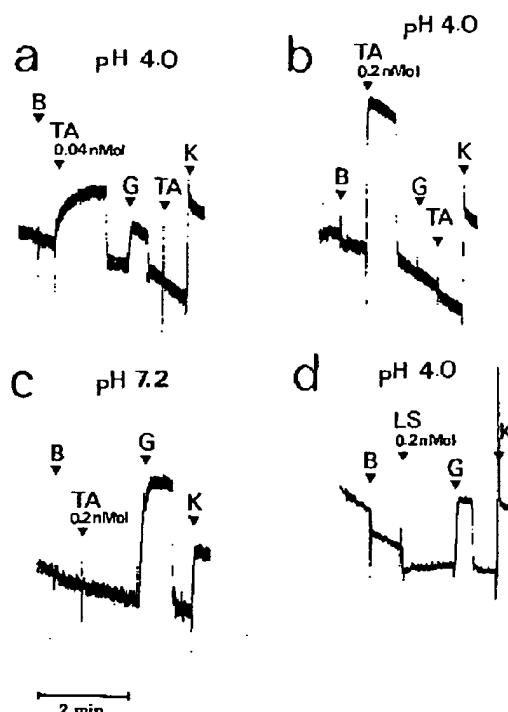 a pH 4.0
B
TA
0.04 nMol
G TA K
b pH 4.0
TA
0.2 nMol
B
G
TA
K
c pH 7.2
B
TA
0.2 nMol
G
K
d pH 4.0
LS
0.2 nMol
B
G
K
2 min